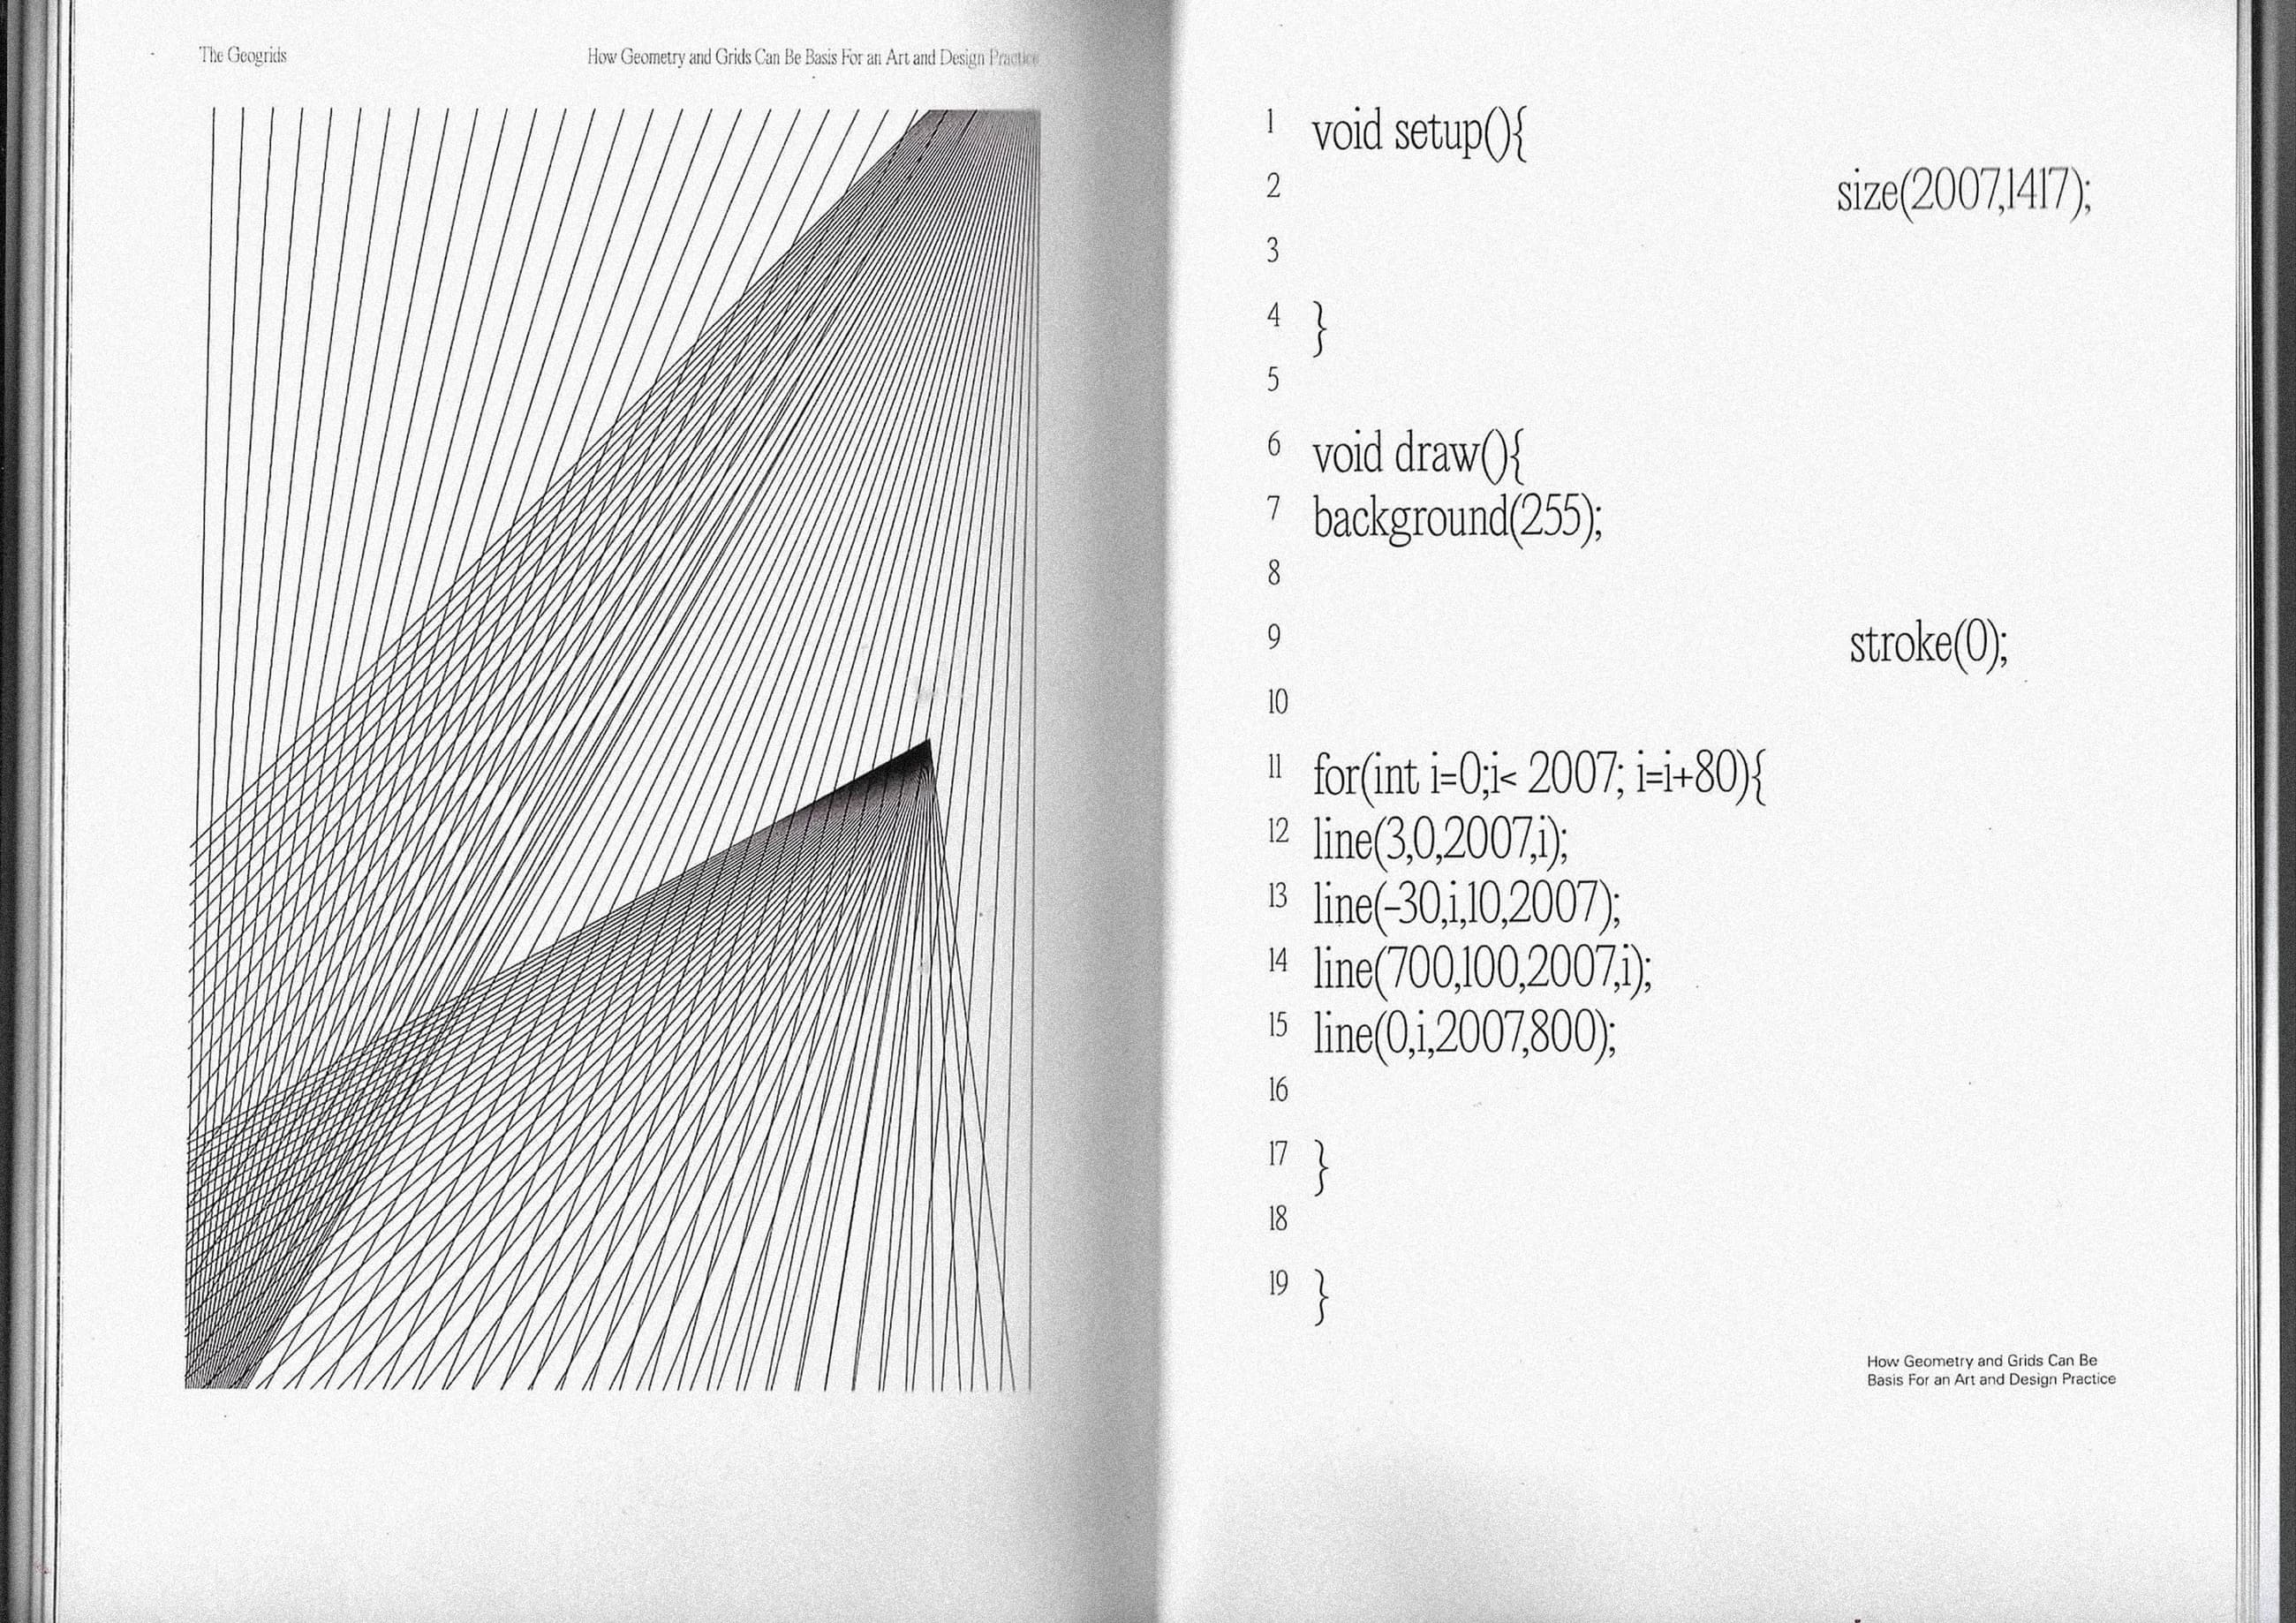 The Geogrids
How Geometry and Grids Can Be Basis For an Art and Design Practice
1 void setup(){
2 size(2007,1417);
3
4 }
5
6 void draw(){
7 background(255);
8
9 stroke(0);
10
11 for(int i=0;i< 2007; i=i+80){
12 line(3,0,2007,i);
13 line(-30,i,10,2007);
14 line(700,100,2007,i);
15 line(0,i,2007,800);
16
17 }
18
19 }
How Geometry and Grids Can Be
Basis For an Art and Design Practice